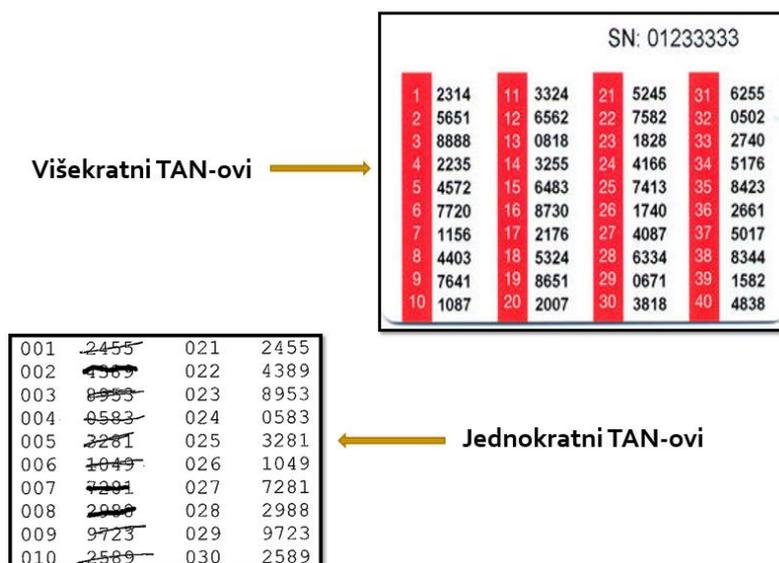 SN: 01233333
1 2314 11 3324 21 5245 31 6255
2 5651 12 6562 22 7582 32 0502
3 8888 13 0818 23 1828 33 2740
4 2235 14 3255 24 4166 34 5176
5 4572 15 6483 25 7413 35 8423
6 7720 16 8730 26 1740 36 2661
7 1156 17 2176 27 4087 37 5017
8 4403 18 5324 28 6334 38 8344
9 7641 19 8651 29 0671 39 1582
10 1087 20 2007 30 3818 40 4838
Višekratni TAN-ovi
001 2455 021 2455
002 4389 022 4389
003 8953 023 8953
004 0583 024 0583
005 3281 025 3281
006 1049 026 1049
007 7281 027 7281
008 2988 028 2988
009 9723 029 9723
010 2589 030 2589
Jednokratni TAN-ovi